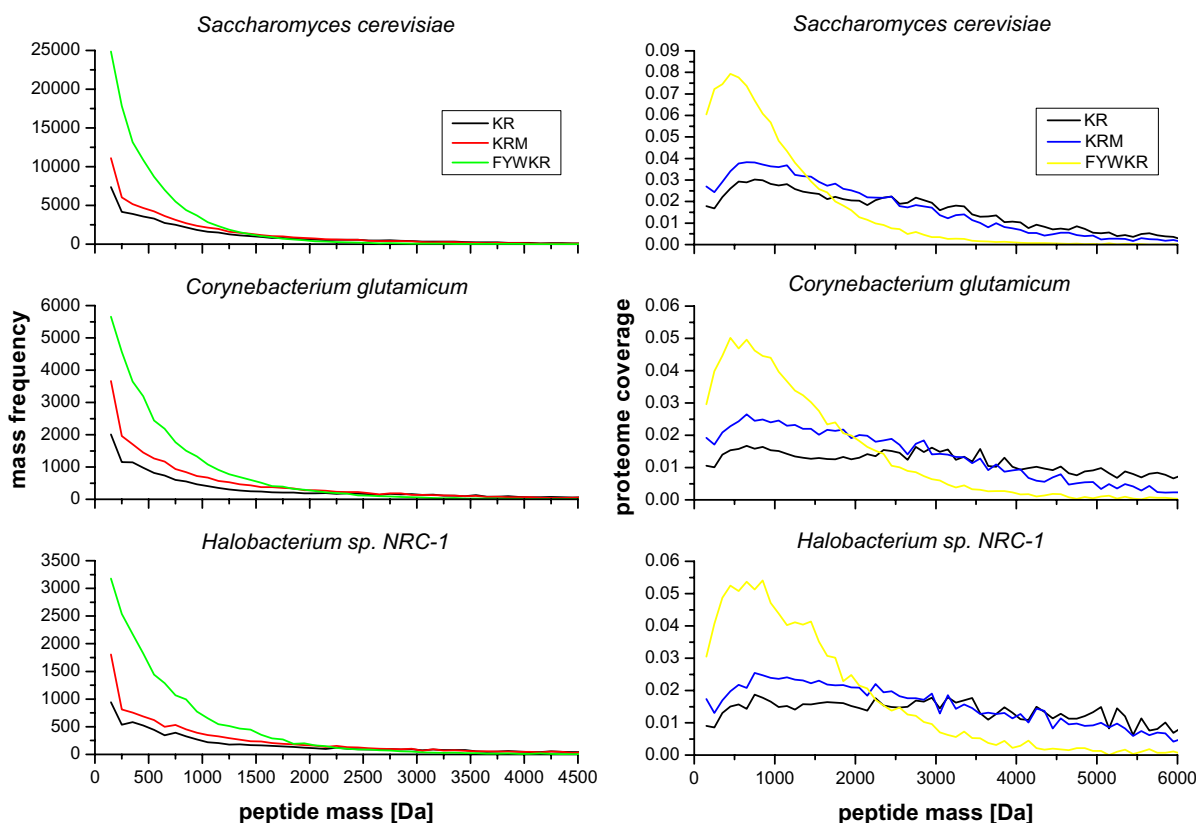 Saccharomyces cerevisiae
25000
20000
15000
10000
5000
0
KR
KRM
FYWKR
Corynebacterium glutamicum
6000
5000
4000
3000
2000
1000
0
mass frequency
Halobacterium sp. NRC-1
3500
3000
2500
2000
1500
1000
500
0
0 500 1000 1500 2000 2500 3000 3500 4000 4500
peptide mass [Da]
Saccharomyces cerevisiae
0.09
0.08
0.07
0.06
0.05
0.04
0.03
0.02
0.01
0.00
KR
KRM
FYWKR
Corynebacterium glutamicum
0.06
0.05
0.04
0.03
0.02
0.01
0.00
proteome coverage
Halobacterium sp. NRC-1
0.06
0.05
0.04
0.03
0.02
0.01
0.00
0 1000 2000 3000 4000 5000 6000
peptide mass [Da]